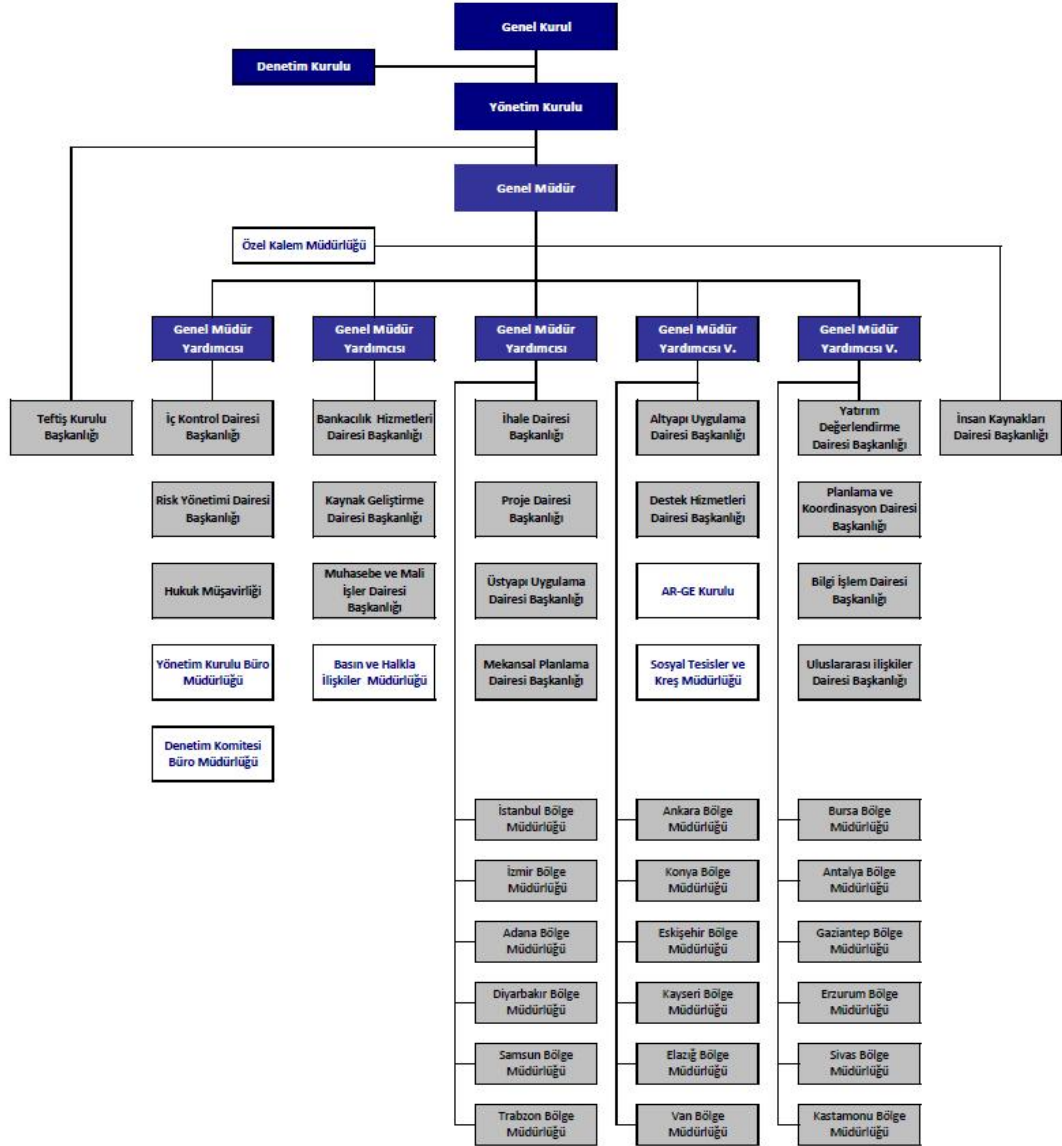 Genel Kurul
Denetim Kurulu
Yönetim Kurulu
Genel Müdür
Özel Kalem Müdürlüğü
Genel Müdür
Yardımcısı
Genel Müdür
Yardımcısı
Genel Müdür
Yardımcısı
Genel Müdür
Yardımcısı V.
Genel Müdür
Yardımcısı V.
Teftiş Kurulu
Başkanlığı
İç Kontrol Dairesi
Başkanlığı
Bankacılık Hizmetleri
Dairesi Başkanlığı
İhale Dairesi
Başkanlığı
Altyapı Uygulama
Dairesi Başkanlığı
Yatırım
Değerlendirme
Dairesi Başkanlığı
İnsan Kaynakları
Dairesi Başkanlığı
Risk Yönetimi Dairesi
Başkanlığı
Kaynak Geliştirme
Dairesi Başkanlığı
Proje Dairesi
Başkanlığı
Destek Hizmetleri
Dairesi Başkanlığı
Planlama ve
Koordinasyon Dairesi
Başkanlığı
Hukuk Müşavirliği
Muhasebe ve Mali
İşler Dairesi
Başkanlığı
Üstyapı Uygulama
Dairesi Başkanlığı
AR-GE Kurulu
Bilgi İşlem Dairesi
Başkanlığı
Yönetim Kurulu Büro
Müdürlüğü
Basın ve Halkla
İlişkiler Müdürlüğü
Mekansal Planlama
Dairesi Başkanlığı
Sosyal Tesisler ve
Kreş Müdürlüğü
Uluslararası ilişkiler
Dairesi Başkanlığı
Denetim Komitesi
Büro Müdürlüğü
İstanbul Bölge
Müdürlüğü
Ankara Bölge
Müdürlüğü
Bursa Bölge
Müdürlüğü
İzmir Bölge
Müdürlüğü
Konya Bölge
Müdürlüğü
Antalya Bölge
Müdürlüğü
Adana Bölge
Müdürlüğü
Eskişehir Bölge
Müdürlüğü
Gaziantep Bölge
Müdürlüğü
Diyarbakır Bölge
Müdürlüğü
Kayseri Bölge
Müdürlüğü
Erzurum Bölge
Müdürlüğü
Samsun Bölge
Müdürlüğü
Elazığ Bölge
Müdürlüğü
Sivas Bölge
Müdürlüğü
Trabzon Bölge
Müdürlüğü
Van Bölge
Müdürlüğü
Kastamonu Bölge
Müdürlüğü